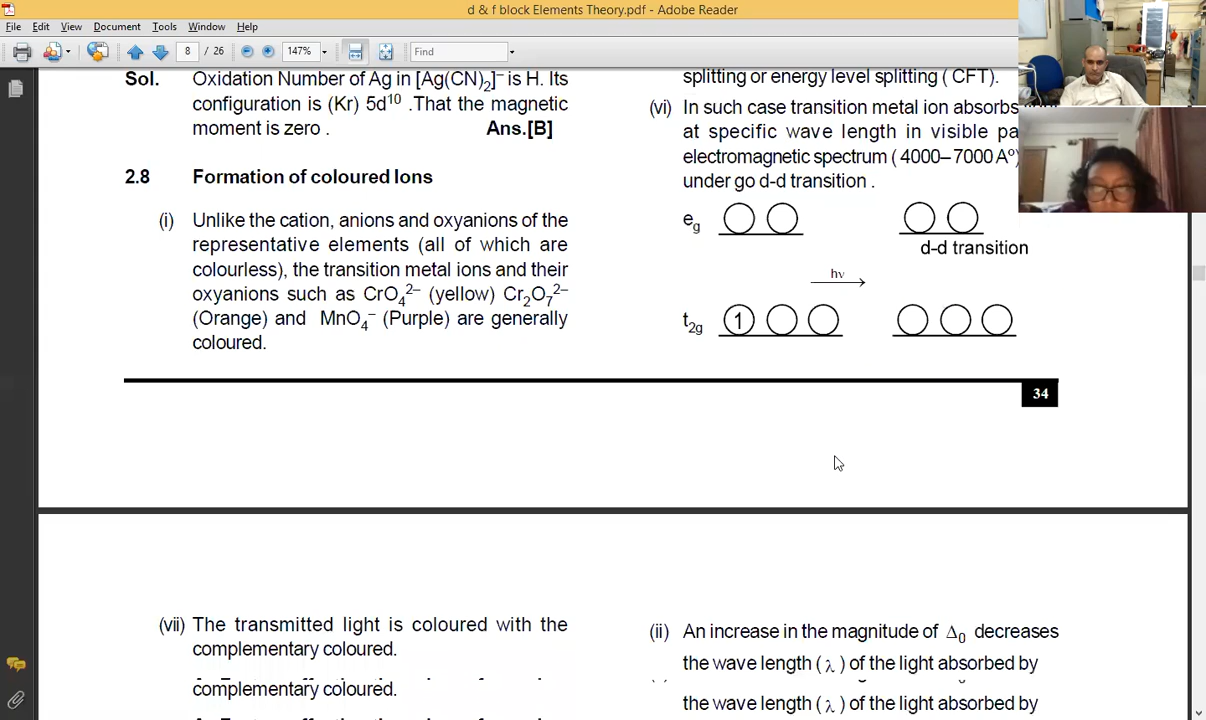 d & f block Elements Theory.pdf - Adobe Reader
File Edit View Document Tools Window Help
8 / 26 147% Find
Sol. Oxidation Number of Ag in [Ag(CN)₂]⁻ is H. Its
configuration is (Kr) 5d¹⁰ .That the magnetic
moment is zero . Ans.[B]
2.8 Formation of coloured Ions
(i) Unlike the cation, anions and oxyanions of the
representative elements (all of which are
colourless), the transition metal ions and their
oxyanions such as CrO₄²⁻ (yellow) Cr₂O₇²⁻
(Orange) and MnO₄⁻ (Purple) are generally
coloured.
splitting or energy level splitting ( CFT).
(vi) In such case transition metal ion absorbs
at specific wave length in visible pa
electromagnetic spectrum ( 4000– 7000 Aº)
under go d-d transition .
e_g
d-d transition
hν
t₂g 1
34
(vii) The transmitted light is coloured with the
complementary coloured.
complementary coloured.
(ii) An increase in the magnitude of Δ₀ decreases
the wave length ( λ ) of the light absorbed by
the wave length ( λ ) of the light absorbed by